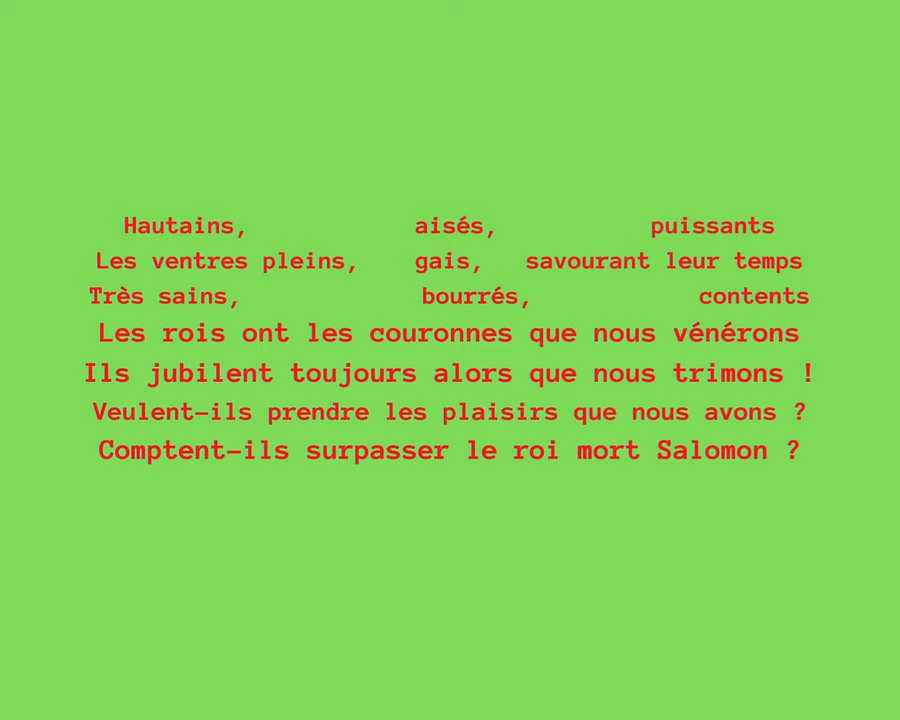 Hautains, aisés, puissants
Les ventres pleins, gais, savourant leur temps
Très sains, bourrés, contents
Les rois ont les couronnes que nous vénérons
Ils jubilent toujours alors que nous trimons !
Veulent-ils prendre les plaisirs que nous avons ?
Comptent-ils surpasser le roi mort Salomon ?